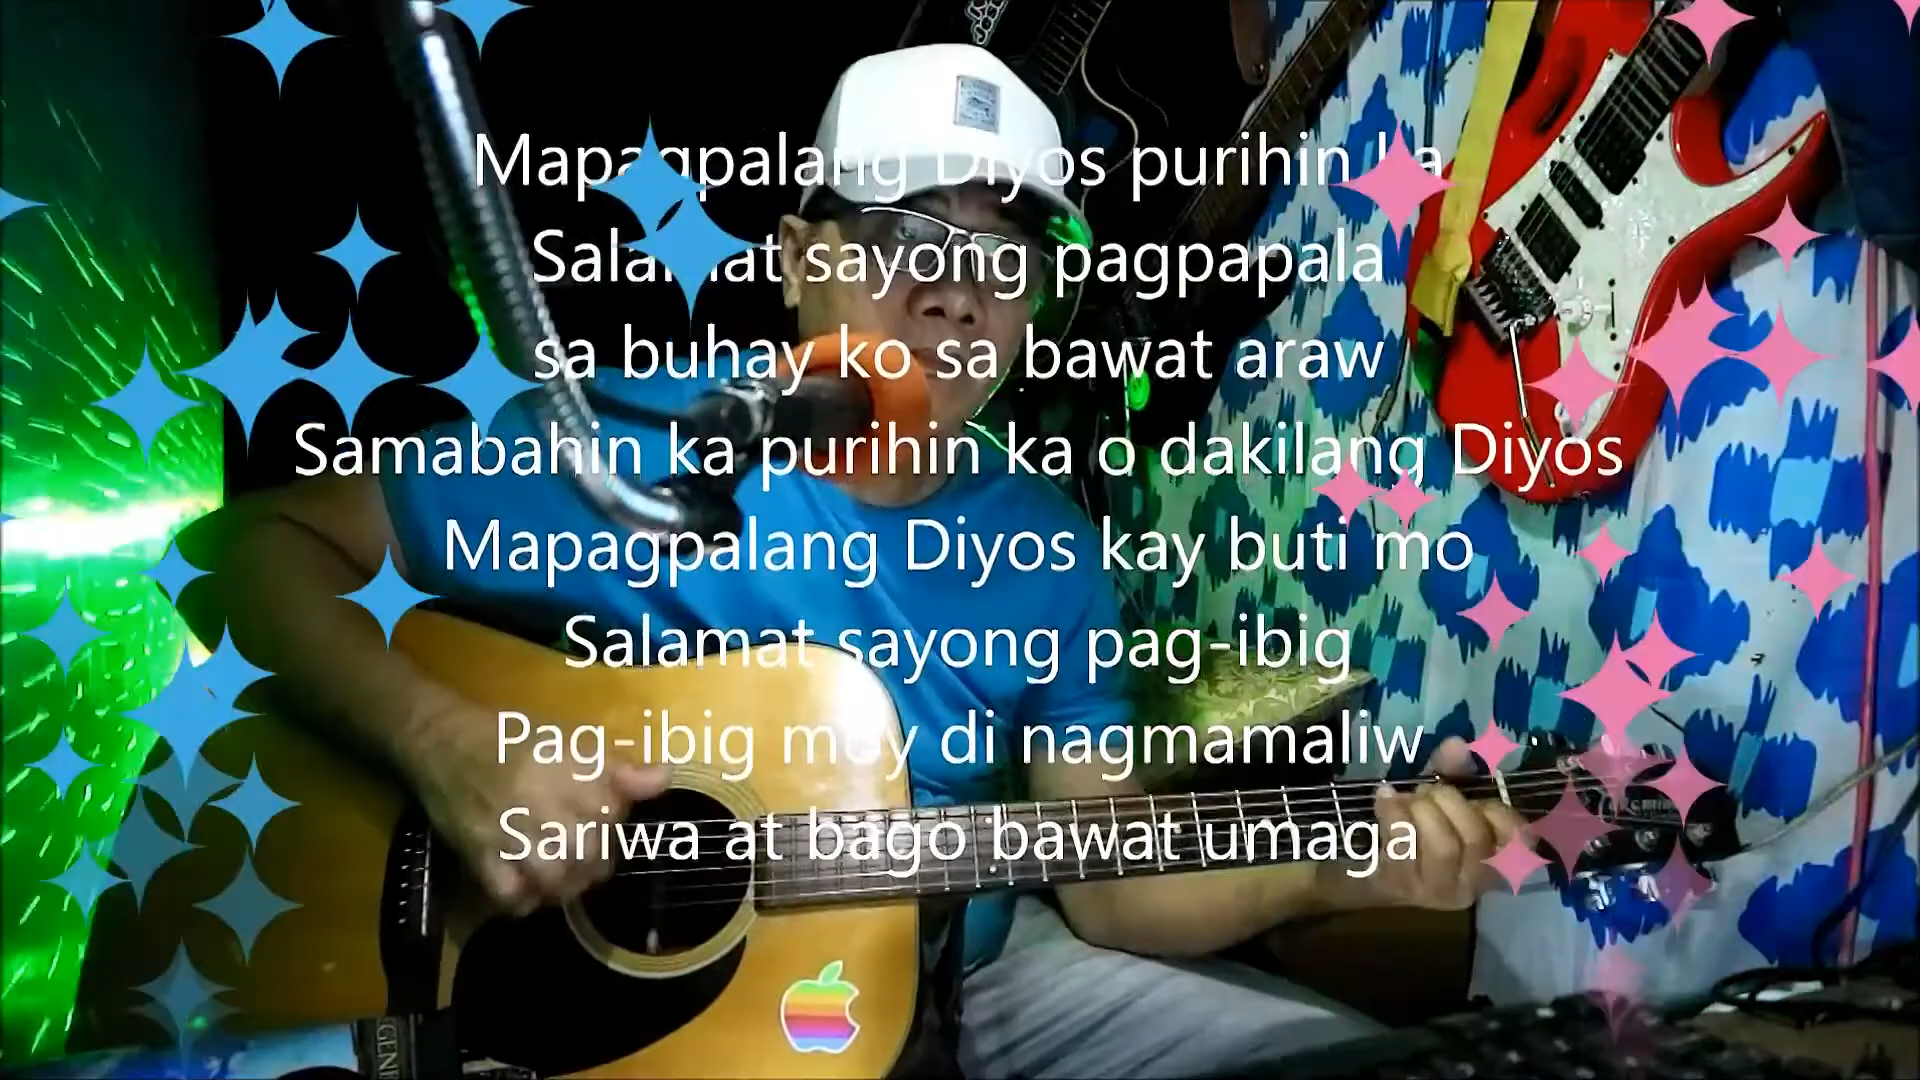 Mapagpalang Diyos purihin ka
Salamat sayong pagpapala
sa buhay ko sa bawat araw
Samabahin ka purihin ka o dakilang Diyos
Mapagpalang Diyos kay buti mo
Salamat sayong pag-ibig
Pag-ibig moy di nagmamaliw
Sariwa at bago bawat umaga